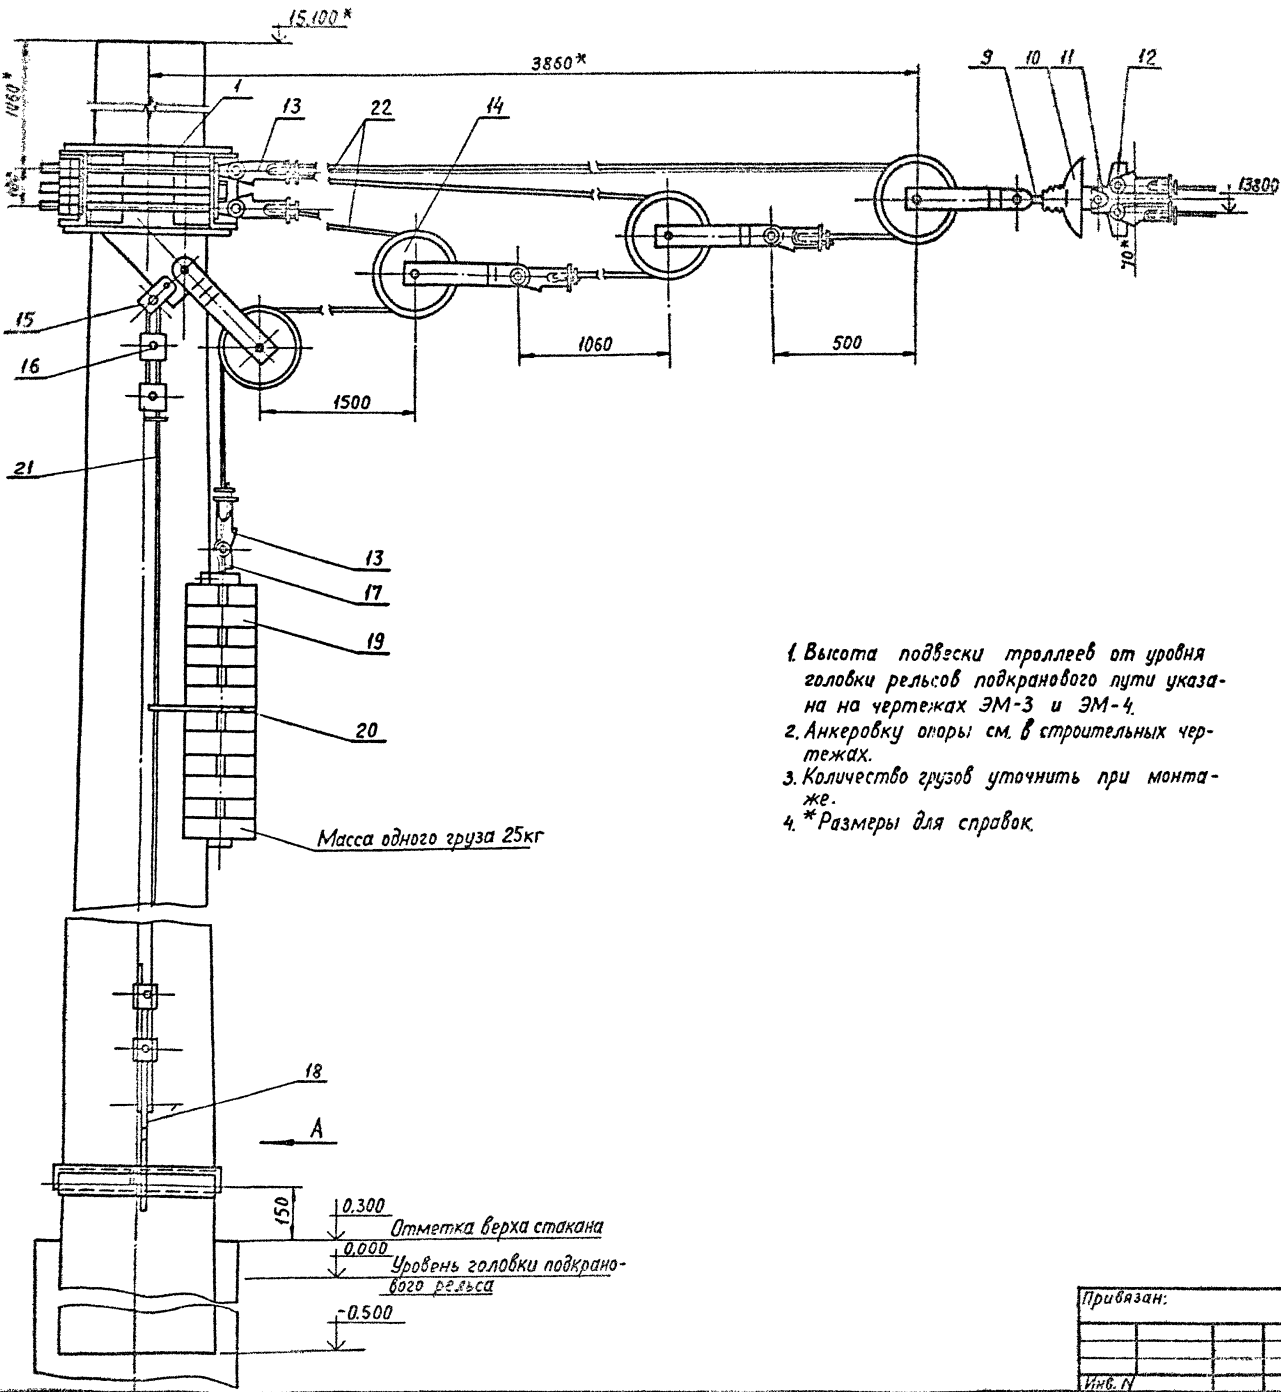 15.100*
3860*
9
10
11
12
1460*
1
13
22
14
13800
70*
15
16
1060
500
1500
21
13
17
19
20
Масса одного груза 25кг
1. Высота подвески троллеев от уровня
головки рельсов подкранового пути указа-
на на чертежах ЭМ-3 и ЭМ-4.
2. Анкеровку опоры см. в строительных чер-
тежах.
3. Количество грузов уточнить при монта-
же.
4. *Размеры для справок.
18
А
150
0.300
Отметка верха стакана
0,000
Уровень головки подкрано-
вого рельса
-0.500
Привязан:
Инв. N